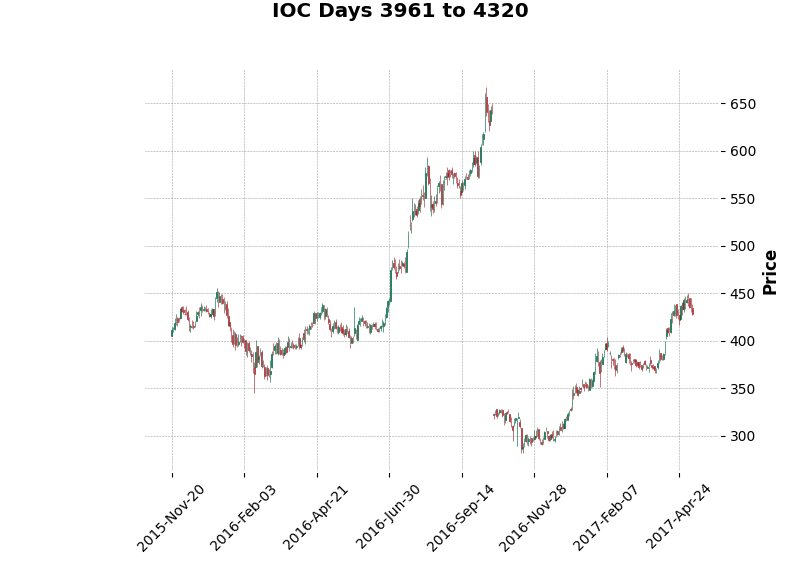 IOC Days 3961 to 4320
650
600
550
500
450
400
350
300
Price
2015-Nov-20
2016-Feb-03
2016-Apr-21
2016-Jun-30
2016-Sep-14
2016-Nov-28
2017-Feb-07
2017-Apr-24